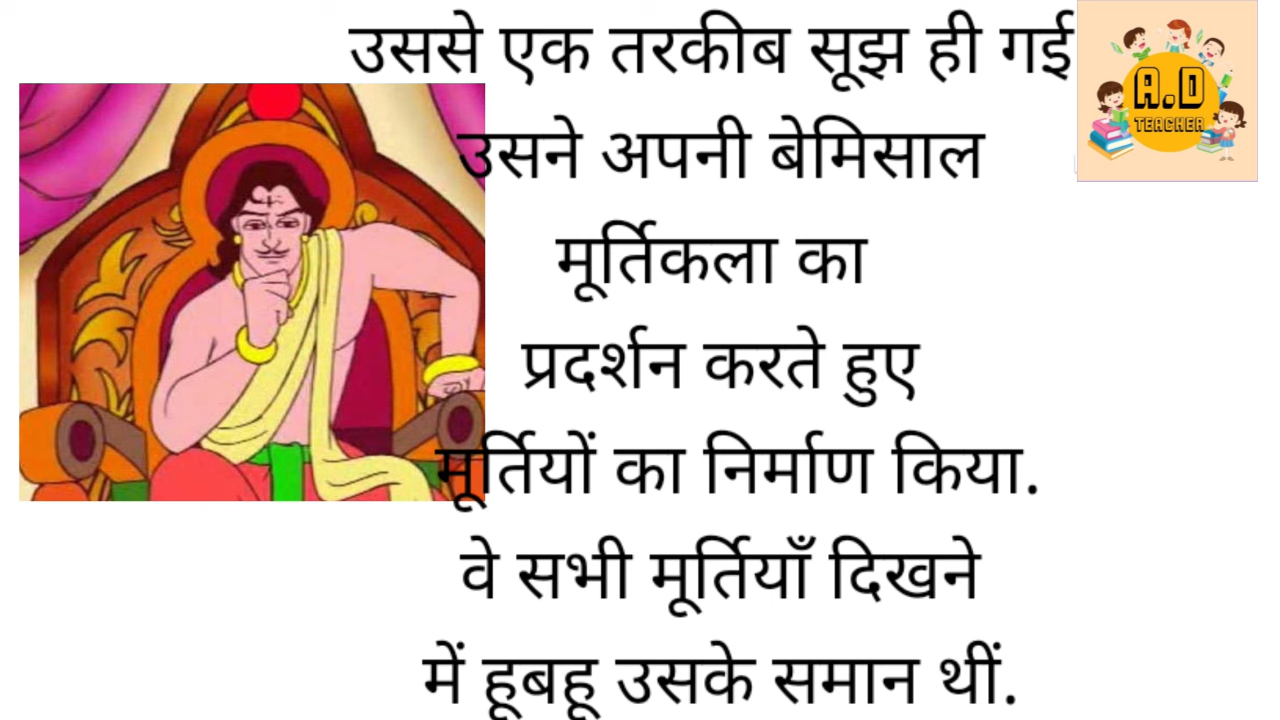 उससे एक तरकीब सूझ ही गई
उसने अपनी बेमिसाल
मूर्तिकला का
प्रदर्शन करते हुए
मूर्तियों का निर्माण किया.
वे सभी मूर्तियाँ दिखने
में हूबहू उसके समान थीं.
A.D
TEACHER